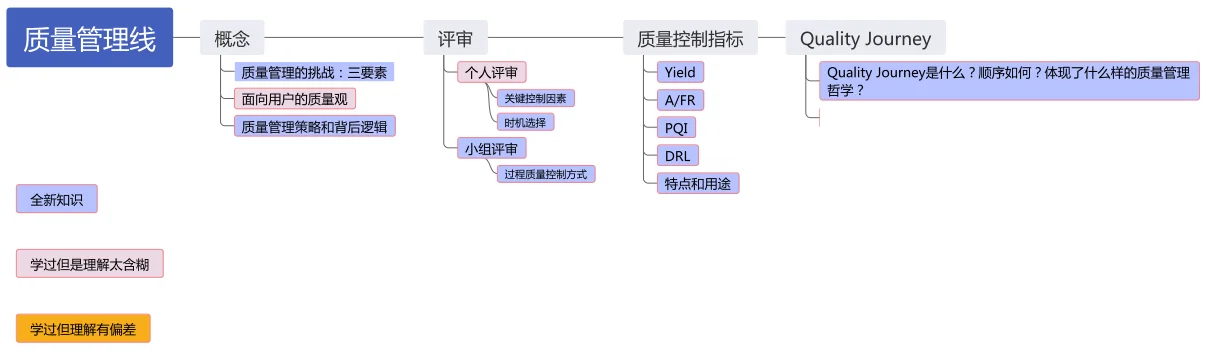 质量管理线
概念
质量管理的挑战：三要素
面向用户的质量观
质量管理策略和背后逻辑
评审
个人评审
关键控制因素
时机选择
小组评审
过程质量控制方式
质量控制指标
Yield
A/FR
PQI
DRL
特点和用途
Quality Journey
Quality Journey是什么？顺序如何？体现了什么样的质量管理
哲学？
全新知识
学过但是理解太含糊
学过但理解有偏差